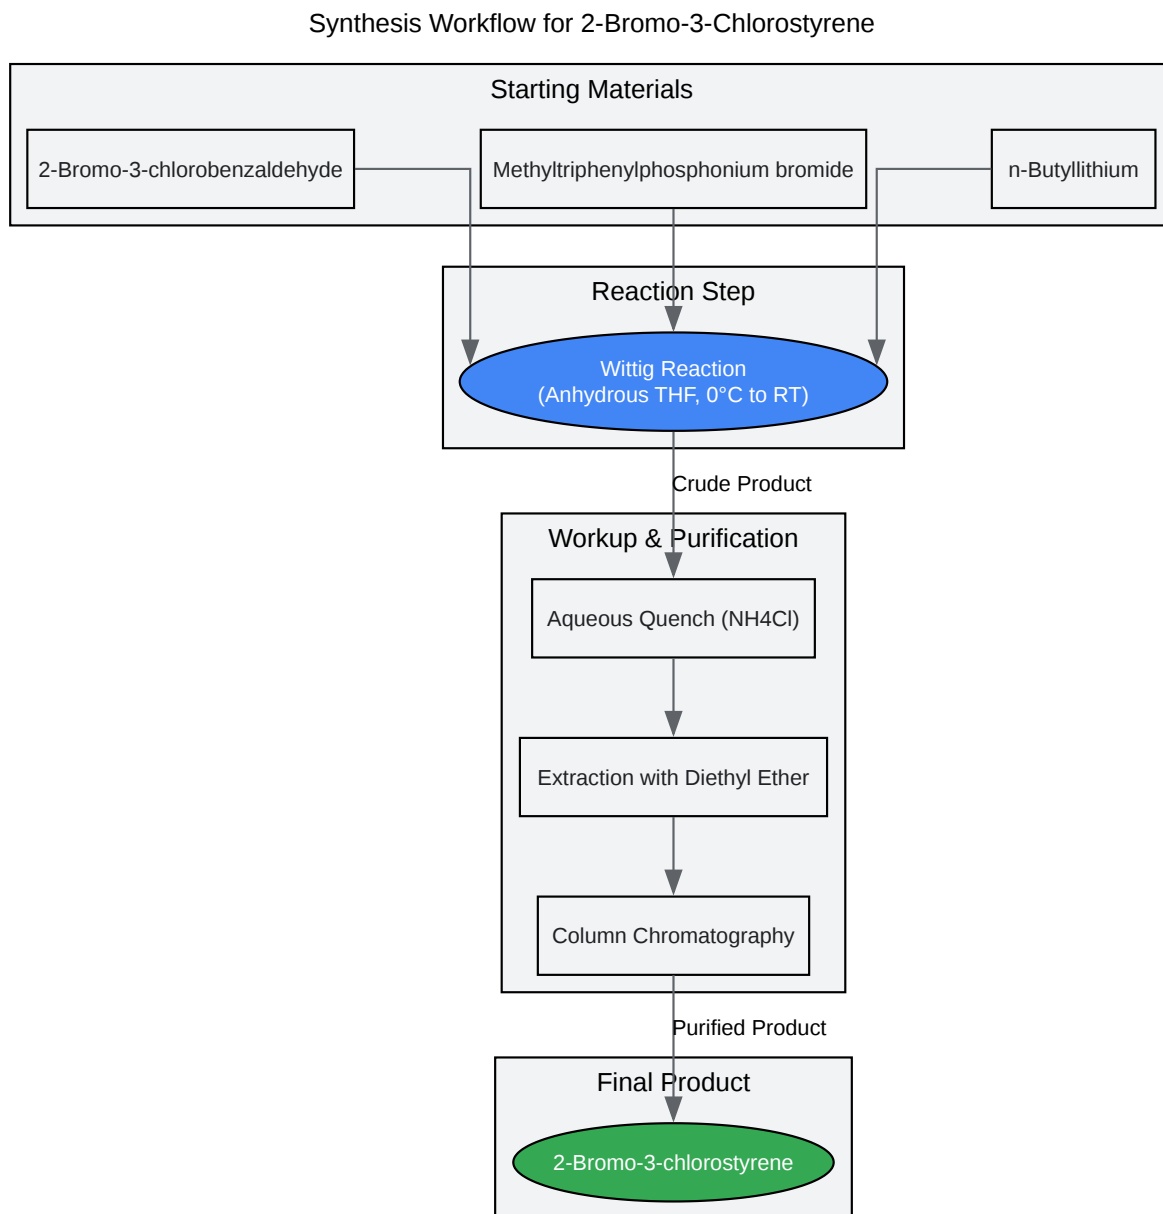 Synthesis Workflow for 2-Bromo-3-Chlorostyrene
Starting Materials
2-Bromo-3-chlorobenzaldehyde
Methyltriphenylphosphonium bromide
n-Butyllithium
Reaction Step
Wittig Reaction
(Anhydrous THF, 0°C to RT)
Crude Product
Workup & Purification
Aqueous Quench (NH4Cl)
Extraction with Diethyl Ether
Column Chromatography
Purified Product
Final Product
2-Bromo-3-chlorostyrene